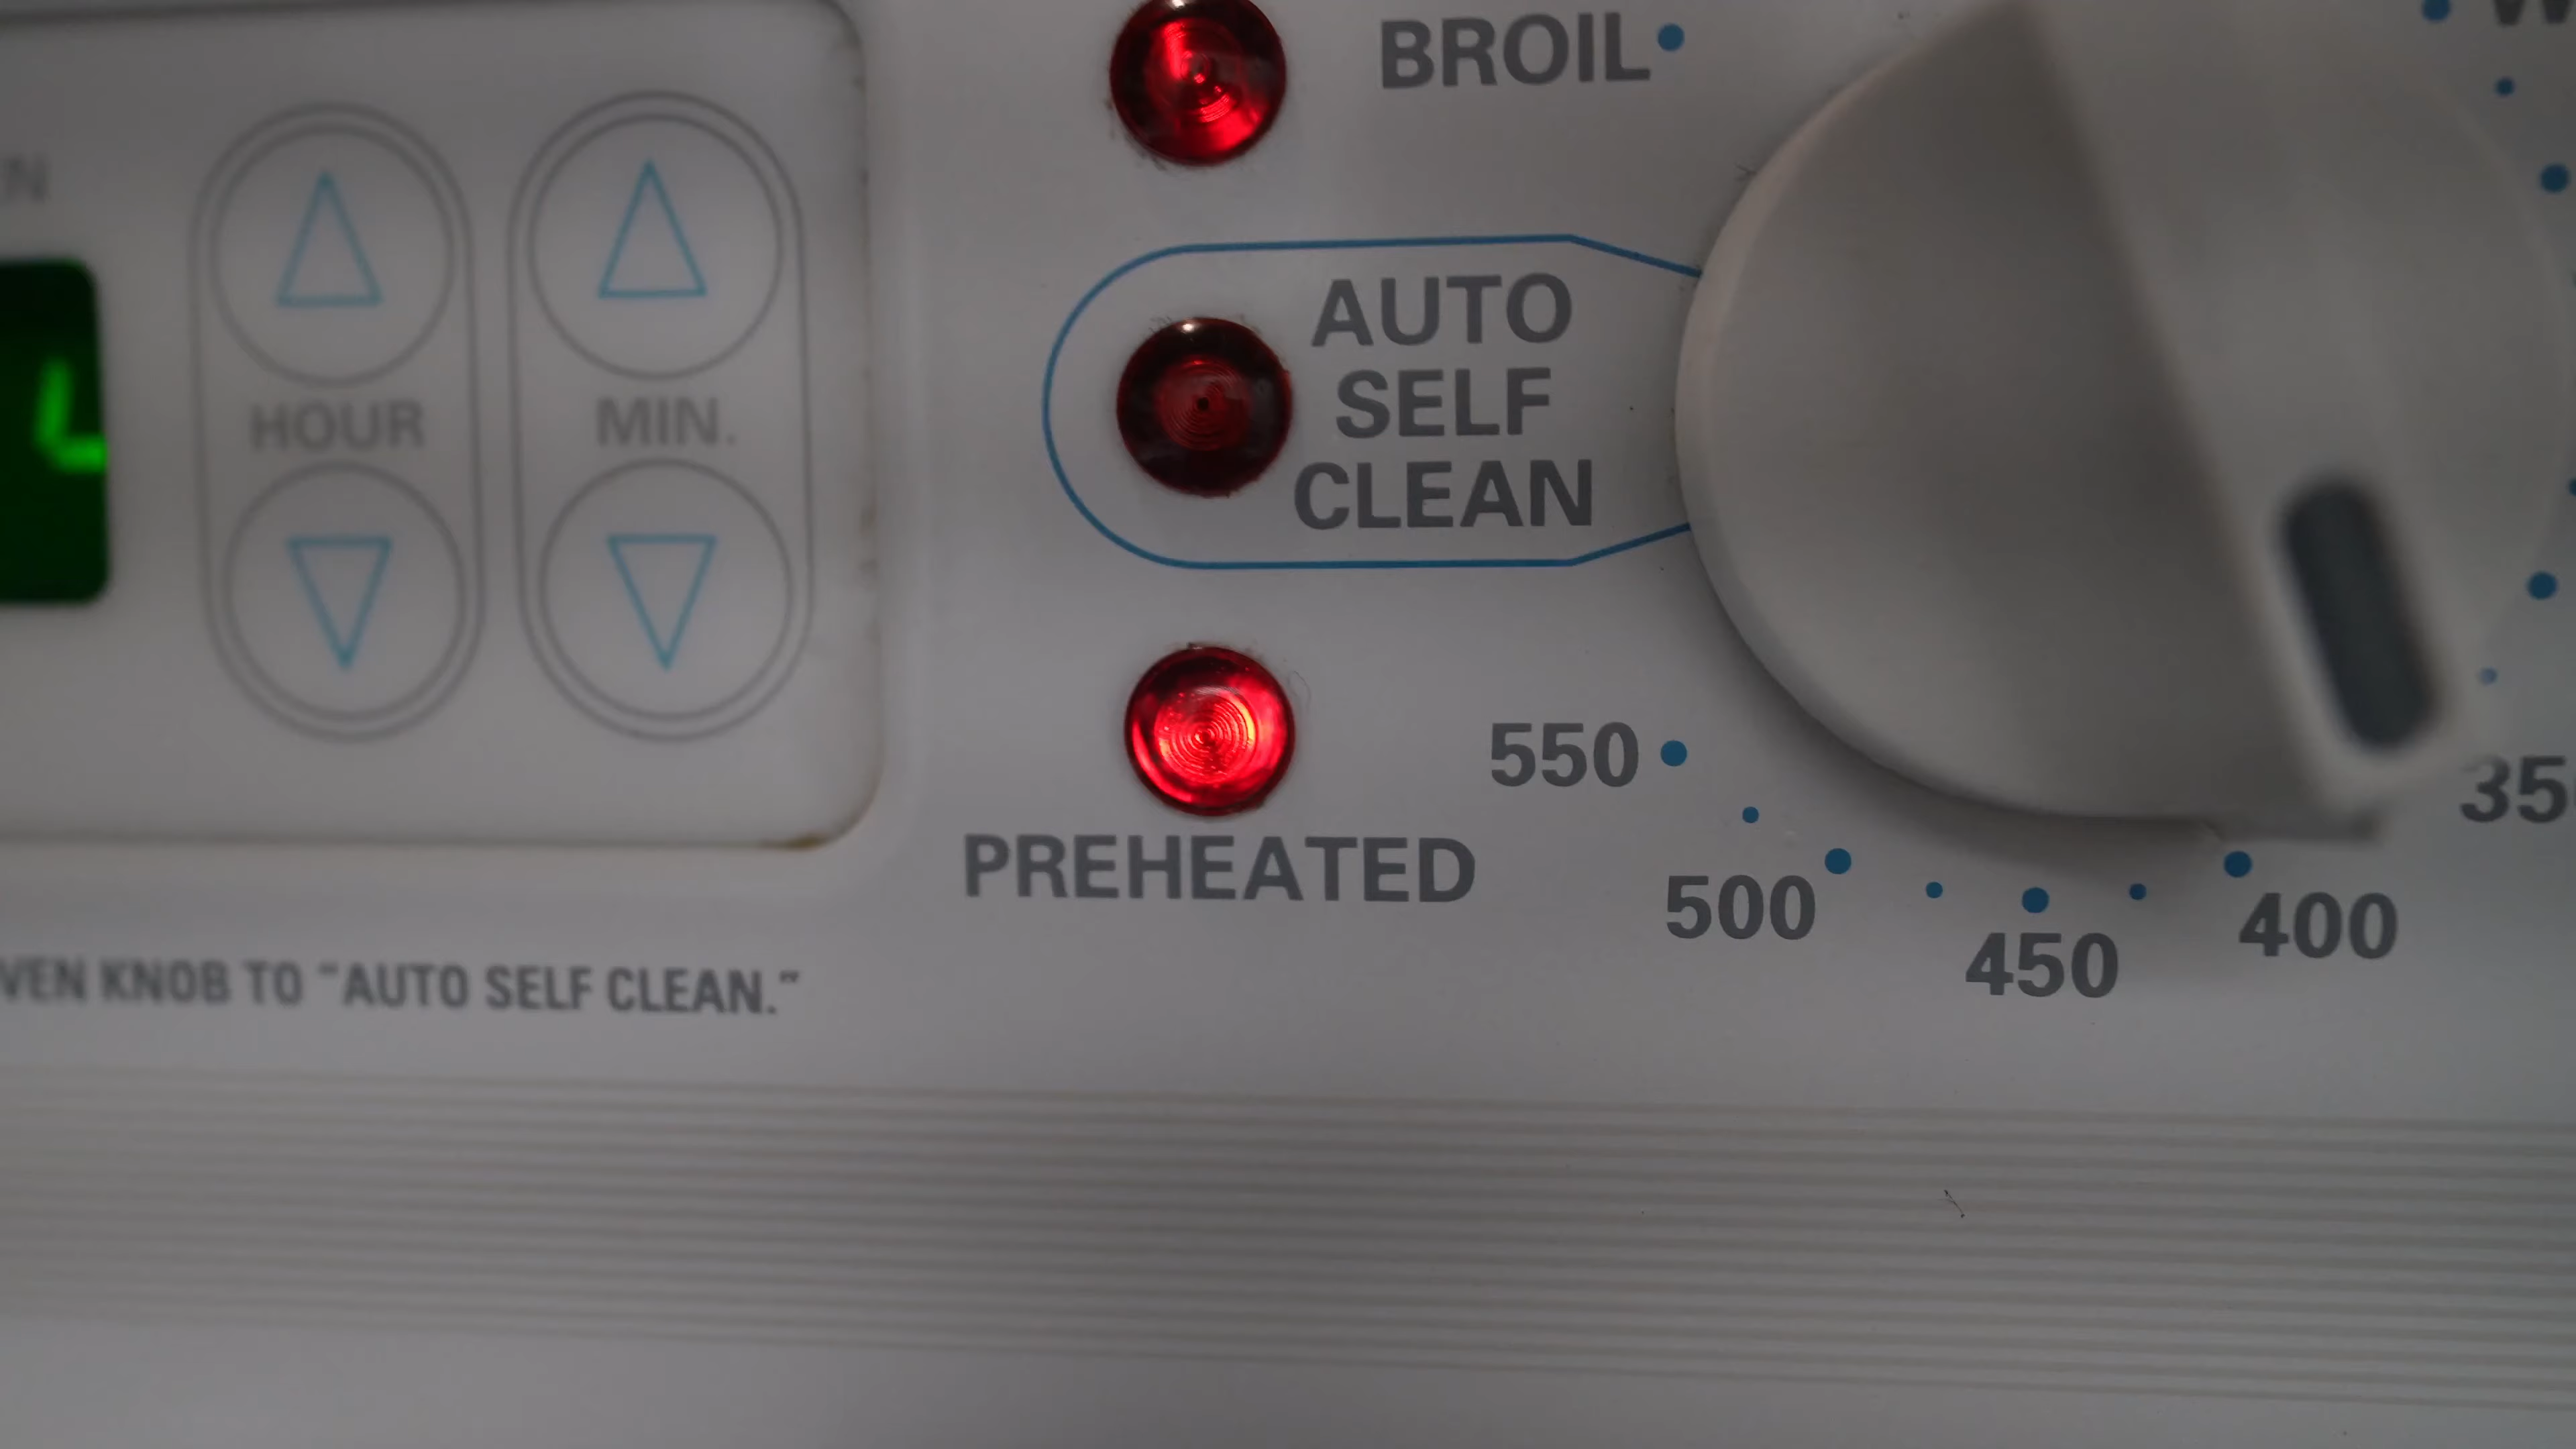 BROIL
AUTO
SELF
CLEAN
HOUR
MIN.
550
PREHEATED
500
450
400
VEN KNOB TO "AUTO SELF CLEAN."